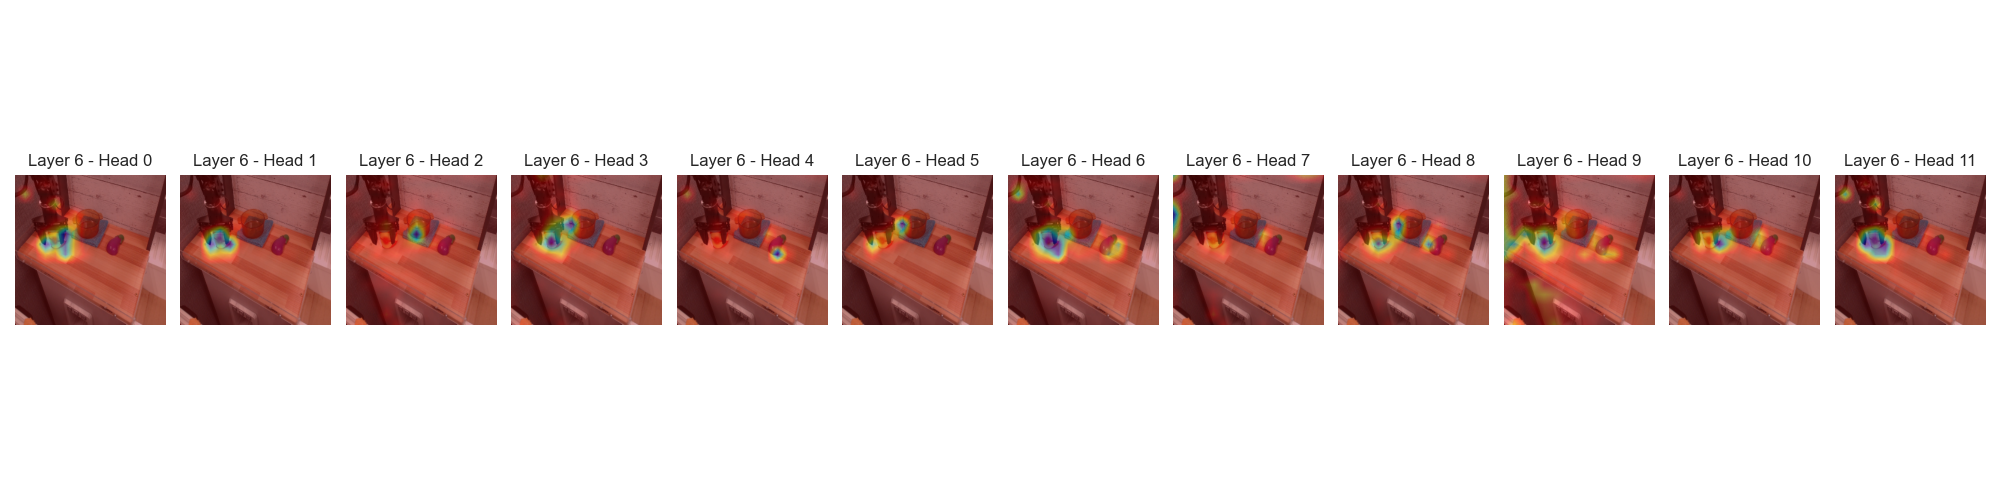 Layer 6 - Head 0
Layer 6 - Head 1
Layer 6 - Head 2
Layer 6 - Head 3
Layer 6 - Head 4
Layer 6 - Head 5
Layer 6 - Head 6
Layer 6 - Head 7
Layer 6 - Head 8
Layer 6 - Head 9
Layer 6 - Head 10
Layer 6 - Head 11